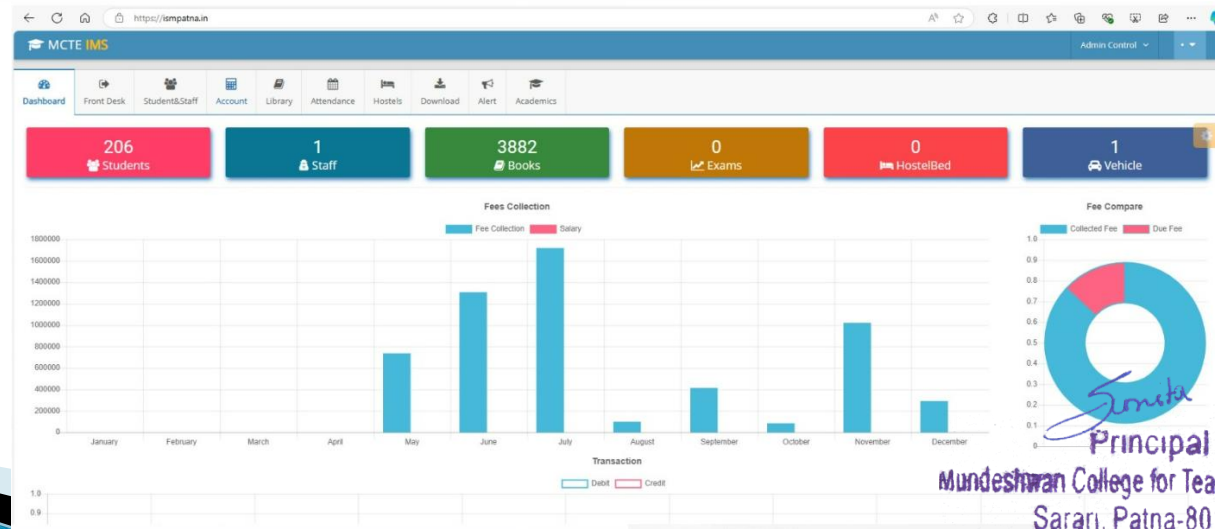 https://ismpatna.in
MCTE IMS
Admin Control
Dashboard
Front Desk
Student&Staff
Account
Library
Attendance
Hostels
Download
Alert
Academics
206
Students
1
Staff
3882
Books
0
Exams
0
HostelBed
1
Vehicle
Fees Collection
Fee Collection Salary
1800000
1600000
1400000
1200000
1000000
800000
600000
400000
200000
0
January February March April May June July August September October November December
Fee Compare
Collected Fee Due Fee
1.0
0.9
0.8
0.7
0.6
0.5
0.4
0.3
0.2
0.1
0
Transaction
Debit Credit
1.0
0.9
Principal
Mundeshwari College for Tea
Sarari, Patna-80